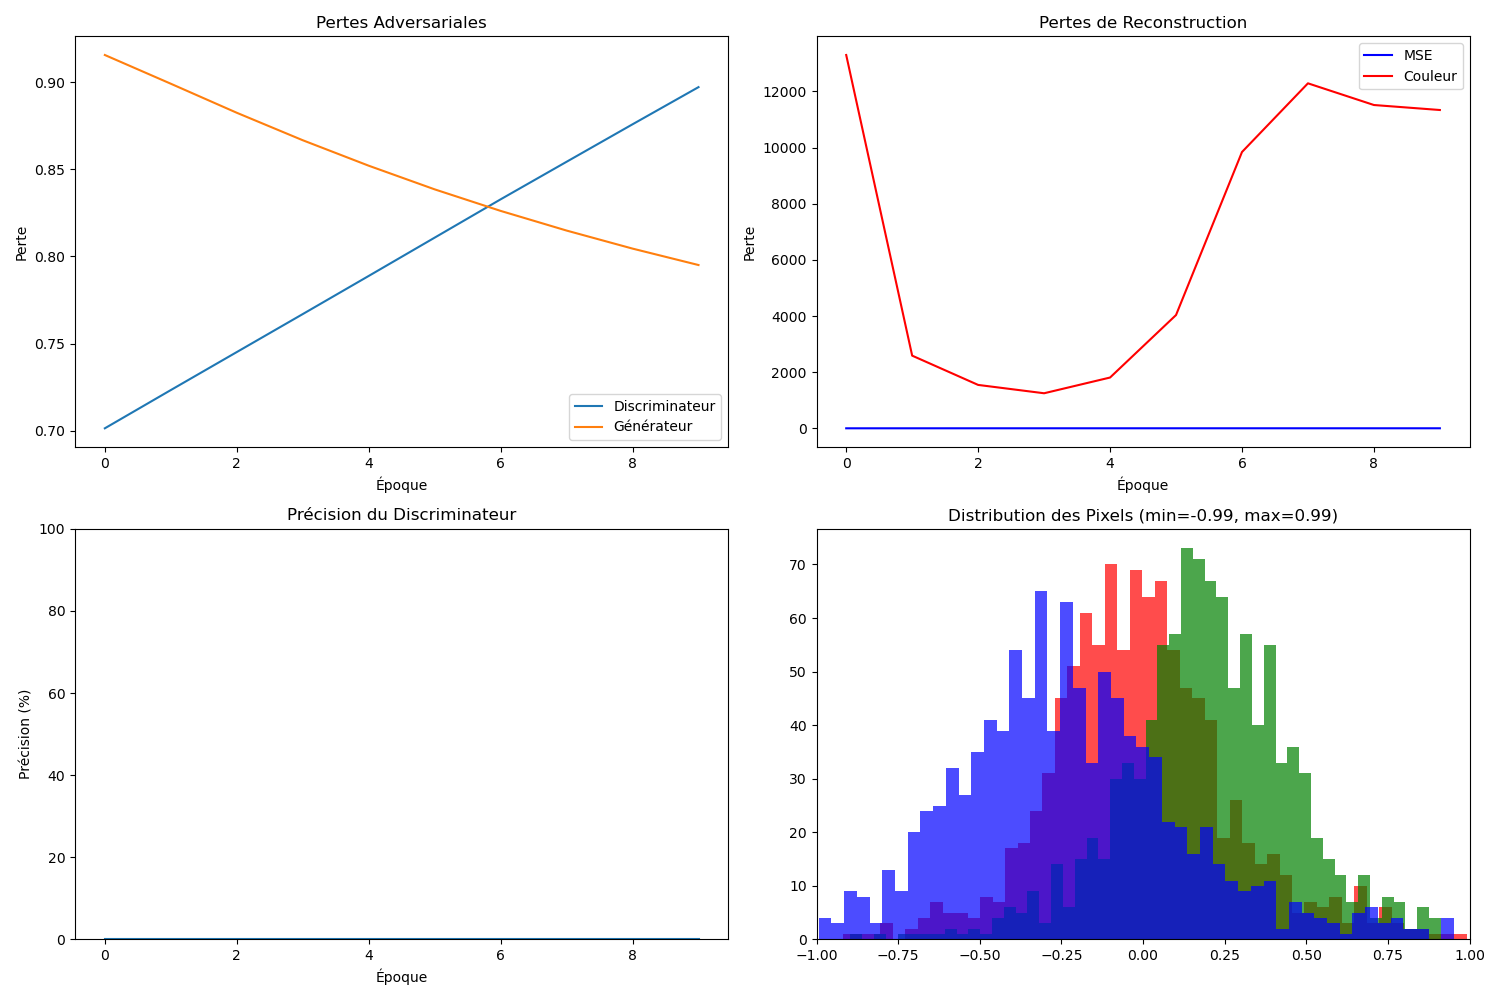 Pertes Adversariales
Perte
0.90
0.85
0.80
0.75
0.70
0 2 4 6 8
Époque
Discriminateur
Générateur
Pertes de Reconstruction
Perte
12000
10000
8000
6000
4000
2000
0
0 2 4 6 8
Époque
MSE
Couleur
Précision du Discriminateur
Précision (%)
100
80
60
40
20
0
0 2 4 6 8
Époque
Distribution des Pixels (min=-0.99, max=0.99)
70
60
50
40
30
20
10
0
−1.00 −0.75 −0.50 −0.25 0.00 0.25 0.50 0.75 1.00